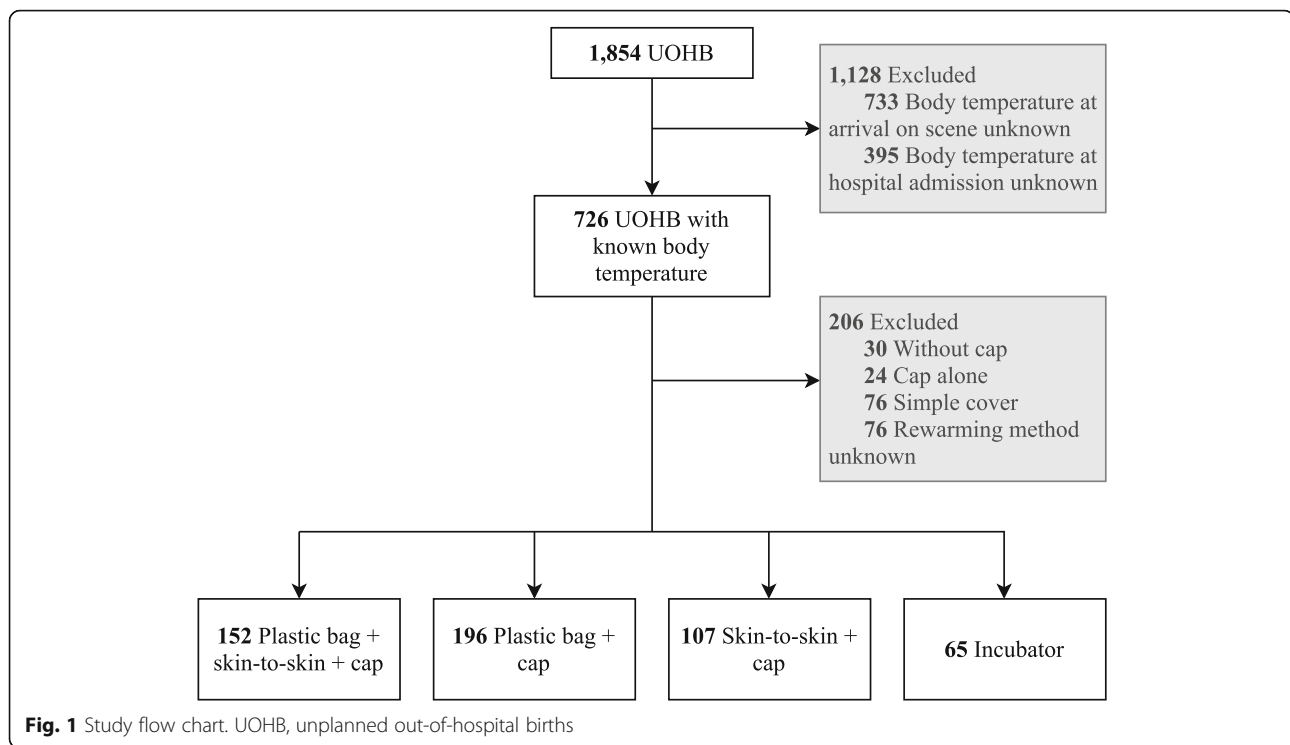 1,854 UOHB
1,128 Excluded
733 Body temperature at
arrival on scene unknown
395 Body temperature at
hospital admission unknown
726 UOHB with
known body
temperature
206 Excluded
30 Without cap
24 Cap alone
76 Simple cover
76 Rewarming method
unknown
152 Plastic bag +
skin-to-skin + cap
196 Plastic bag +
cap
107 Skin-to-skin +
cap
65 Incubator
Fig. 1 Study flow chart. UOHB, unplanned out-of-hospital births